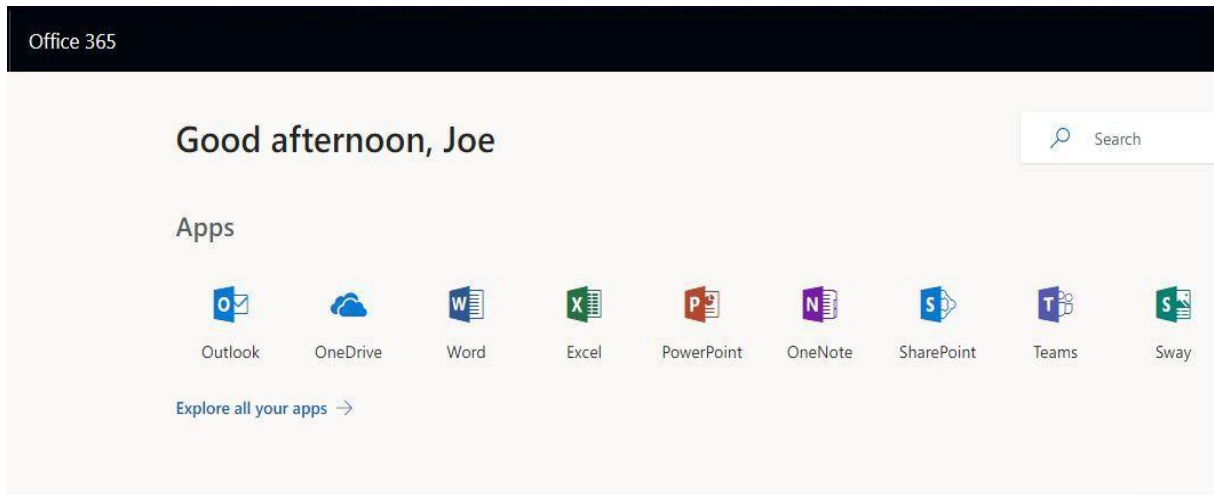 Office 365
Good afternoon, Joe
Search
Apps
Outlook OneDrive Word Excel PowerPoint OneNote SharePoint Teams Sway
Explore all your apps →